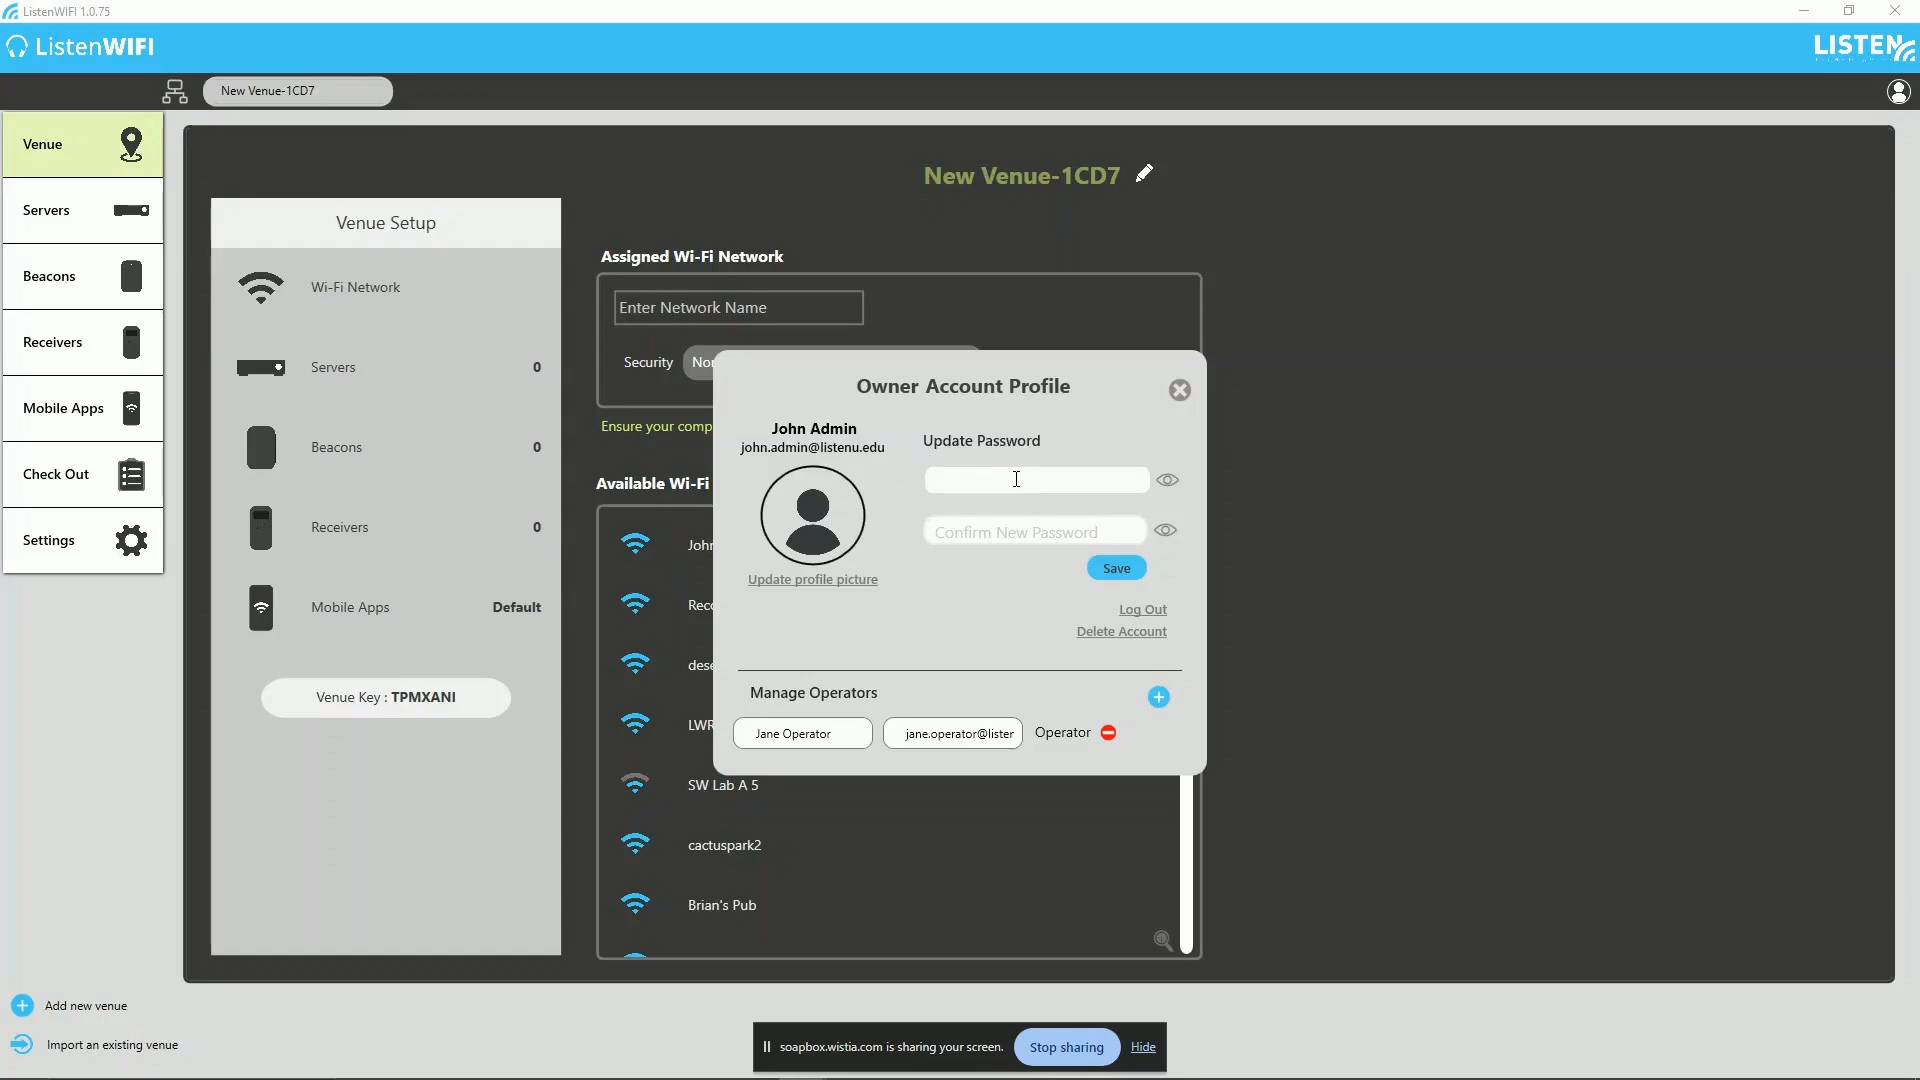 ListenWIFI 1.0.75
ListenWIFI
LISTEN
New Venue-1CD7
Venue
Servers
Beacons
Receivers
Mobile Apps
Check Out
Settings
New Venue-1CD7
Venue Setup
Wi-Fi Network
Servers 0
Beacons 0
Receivers 0
Mobile Apps Default
Venue Key : TPMXANI
Assigned Wi-Fi Network
Enter Network Name
Security Nor
Ensure your comp
Available Wi-Fi
John
Reco
dese
LWR
SW Lab A 5
cactuspark2
Brian's Pub
Owner Account Profile
John Admin
john.admin@listenu.edu
Update profile picture
Update Password
Confirm New Password
Save
Log Out
Delete Account
Manage Operators
Jane Operator jane.operator@lister Operator
Add new venue
Import an existing venue
soapbox.wistia.com is sharing your screen. Stop sharing Hide